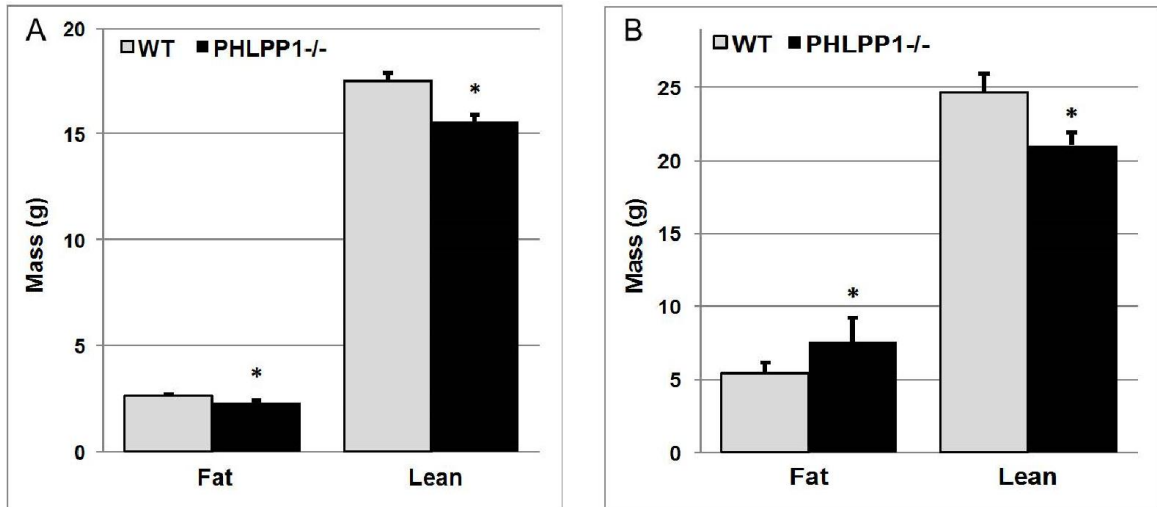 A
WT PHLPP1-/-
Mass (g)
20
15
10
5
0
*
*
Fat Lean
B
WT PHLPP1-/-
Mass (g)
25
20
15
10
5
0
*
*
Fat Lean